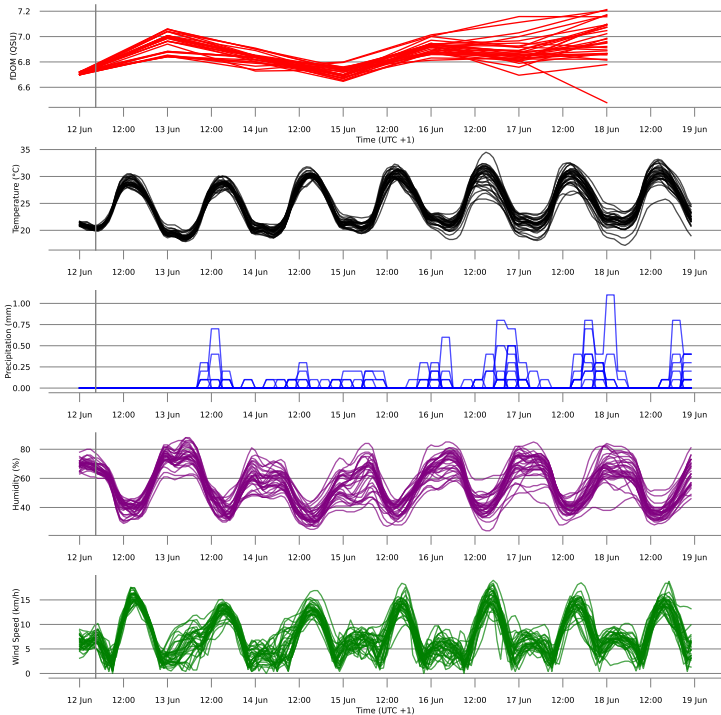 fDOM (QSU)
7.2
7.0
6.8
6.6
12 Jun 12:00 13 Jun 12:00 14 Jun 12:00 15 Jun 12:00 16 Jun 12:00 17 Jun 12:00 18 Jun 12:00 19 Jun
Time (UTC +1)
Temperature (°C)
35
30
25
20
12 Jun 12:00 13 Jun 12:00 14 Jun 12:00 15 Jun 12:00 16 Jun 12:00 17 Jun 12:00 18 Jun 12:00 19 Jun
Precipitation (mm)
1.00
0.75
0.50
0.25
0.00
12 Jun 12:00 13 Jun 12:00 14 Jun 12:00 15 Jun 12:00 16 Jun 12:00 17 Jun 12:00 18 Jun 12:00 19 Jun
Humidity (%)
80
60
40
12 Jun 12:00 13 Jun 12:00 14 Jun 12:00 15 Jun 12:00 16 Jun 12:00 17 Jun 12:00 18 Jun 12:00 19 Jun
Wind Speed (km/h)
15
10
5
0
12 Jun 12:00 13 Jun 12:00 14 Jun 12:00 15 Jun 12:00 16 Jun 12:00 17 Jun 12:00 18 Jun 12:00 19 Jun
Time (UTC +1)